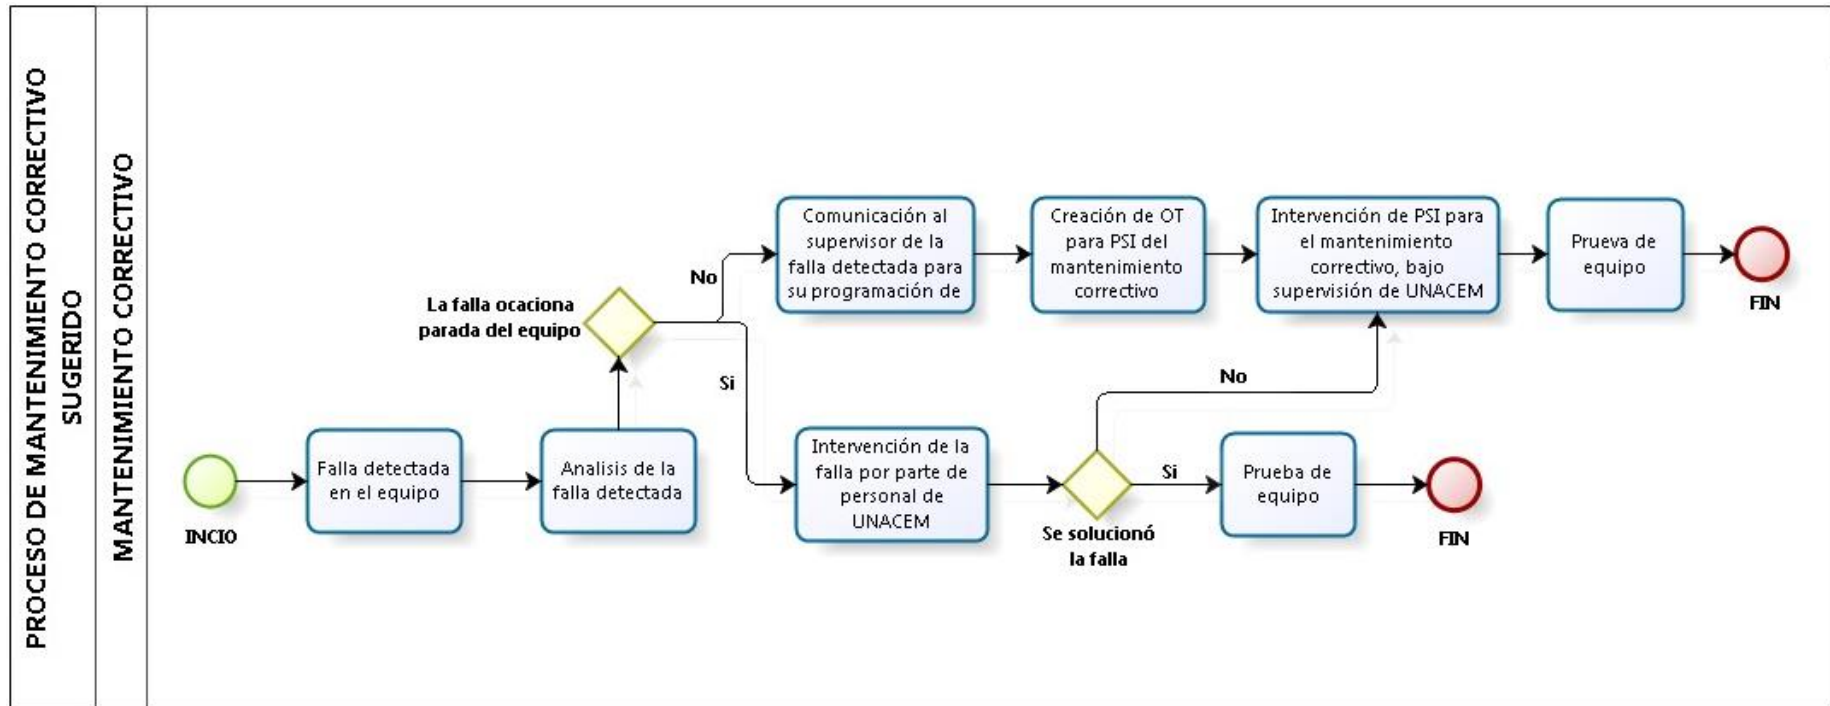 PROCESO DE MANTENIMIENTO CORRECTIVO
SUGERIDO
MANTENIMIENTO CORRECTIVO
INCIO
Falla detectada
en el equipo
Analisis de la
falla detectada
La falla ocaciona
parada del equipo
No
Comunicación al
supervisor de la
falla detectada para
su programación de
Creación de OT
para PSI del
mantenimiento
correctivo
Intervención de PSI para
el mantenimiento
correctivo, bajo
supervisión de UNACEM
Prueva de
equipo
FIN
Si
Intervención de la
falla por parte de
personal de
UNACEM
Se solucionó
la falla
No
Si
Prueba de
equipo
FIN